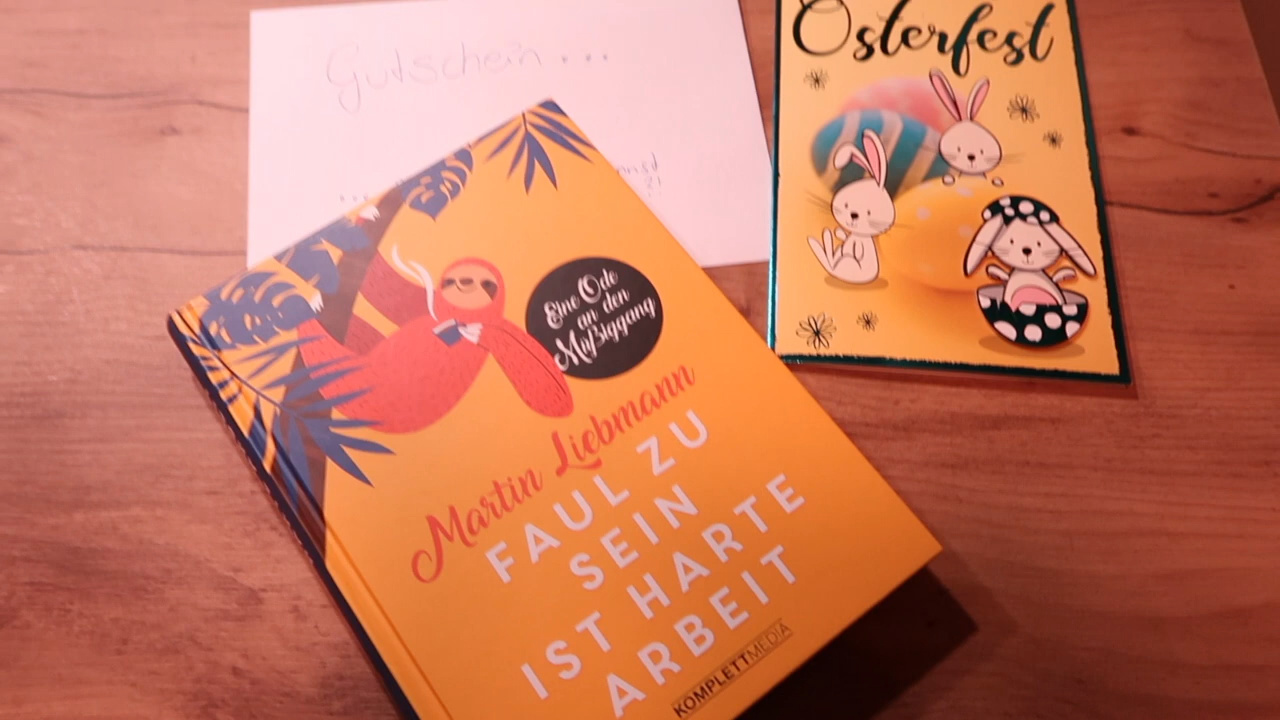 Gutschein ...
...
Osterfest
Eine Ode
an den
Müßiggang
Martin Liebmann
FAUL ZU
SEIN
IST HARTE
ARBEIT
KOMPLETTMEDIA